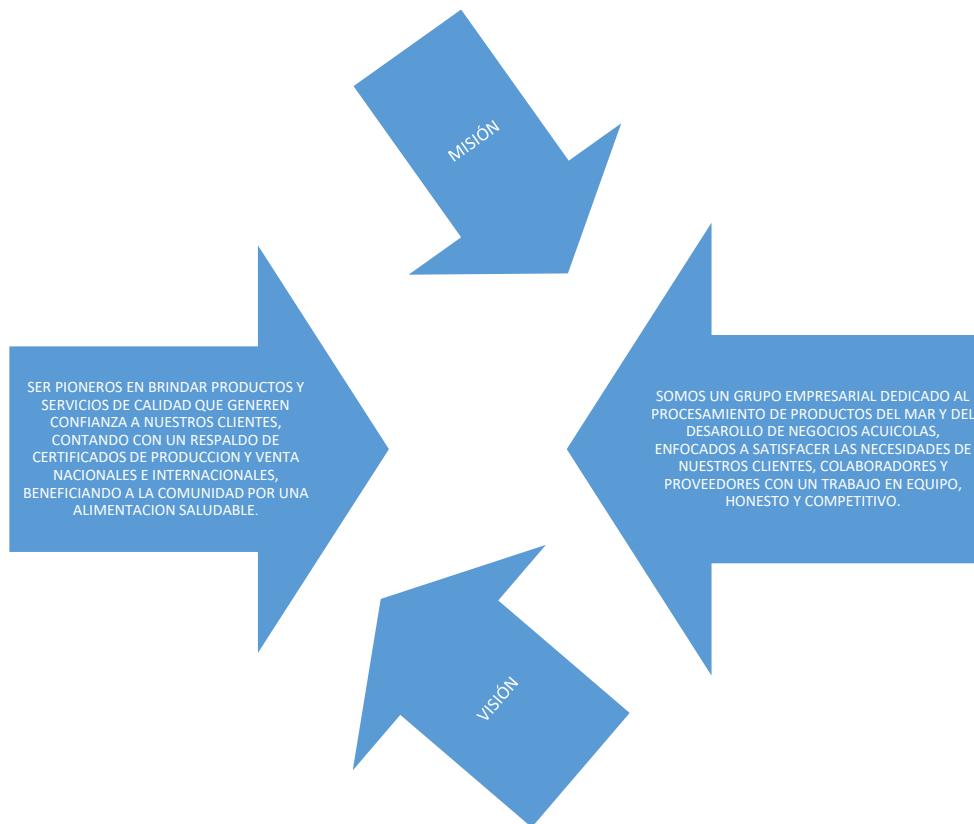 MISIÓN
SER PIONEROS EN BRINDAR PRODUCTOS Y
SERVICIOS DE CALIDAD QUE GENEREN
CONFIANZA A NUESTROS CLIENTES,
CONTANDO CON UN RESPALDO DE
CERTIFICADOS DE PRODUCCION Y VENTA
NACIONALES E INTERNACIONALES,
BENEFICIANDO A LA COMUNIDAD POR UNA
ALIMENTACION SALUDABLE.
SOMOS UN GRUPO EMPRESARIAL DEDICADO AL
PROCESAMIENTO DE PRODUCTOS DEL MAR Y DEL
DESAROLLO DE NEGOCIOS ACUICOLAS,
ENFOCADOS A SATISFACER LAS NECESIDADES DE
NUESTROS CLIENTES, COLABORADORES Y
PROVEEDORES CON UN TRABAJO EN EQUIPO,
HONESTO Y COMPETITIVO.
VISIÓN